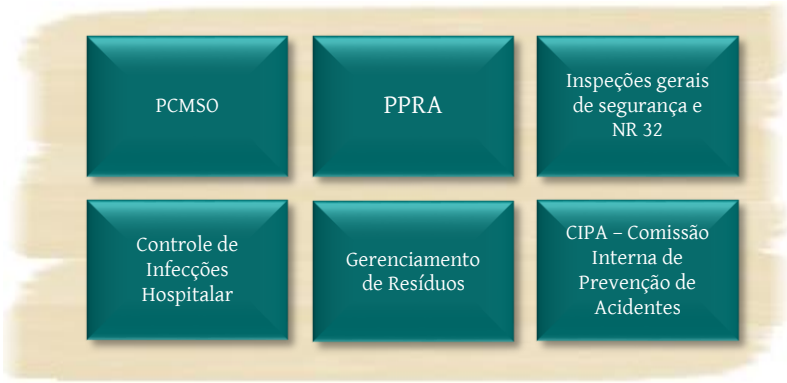 PCMSO
PPRA
Inspeções gerais
de segurança e
NR 32
Controle de
Infecções
Hospitalar
Gerenciamento
de Resíduos
CIPA – Comissão
Interna de
Prevenção de
Acidentes